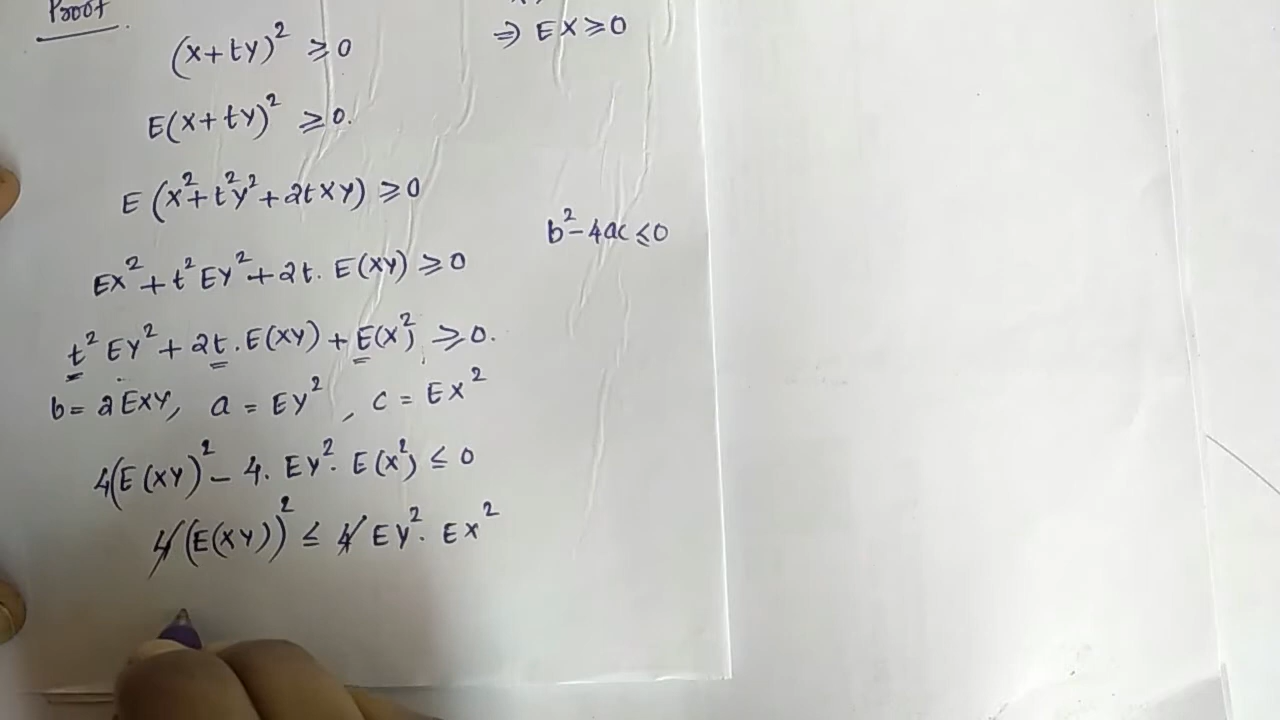 Proof
(X+tY)² ≥0
⇒ EX≥0
E(X+tY)² ≥0.
E(X²+t²Y²+2tXY) ≥0
b²-4ac≤0
EX²+t²EY²+2t.E(XY) ≥0
t²EY²+2t.E(XY)+E(X²) ≥0.
b=2EXY, a=EY², c=EX²
4(E(XY)²-4.EY².E(X²) ≤0
4(E(XY))² ≤ 4EY².EX²